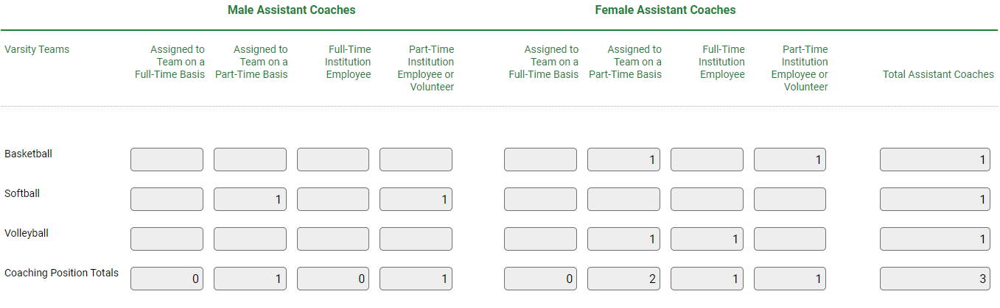 Male Assistant Coaches Female Assistant Coaches
Varsity Teams Assigned to Team on a Full-Time Basis Assigned to Team on a Part-Time Basis Full-Time Institution Employee Part-Time Institution Employee or Volunteer Assigned to Team on a Full-Time Basis Assigned to Team on a Part-Time Basis Full-Time Institution Employee Part-Time Institution Employee or Volunteer Total Assistant Coaches
Basketball 1 1 1
Softball 1 1 1
Volleyball 1 1 1
Coaching Position Totals 0 1 0 1 0 2 1 1 3